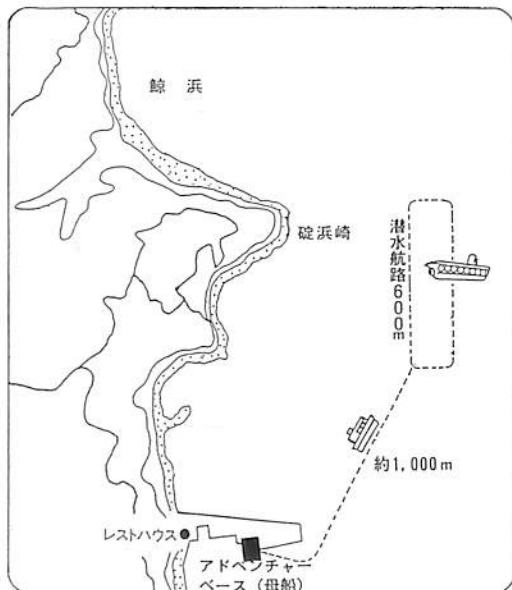 鯨浜
碇浜崎
潜水航路600m
約1,000m
レストハウス
アドベンチャー
ベース（母船）